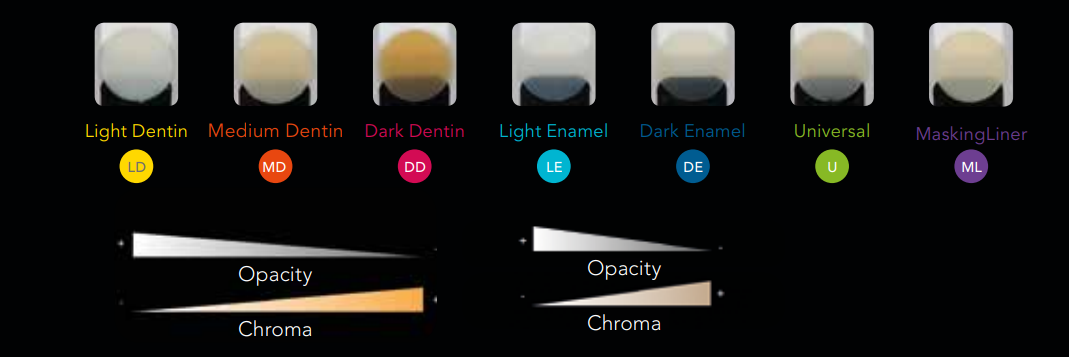 Light Dentin Medium Dentin Dark Dentin Light Enamel Dark Enamel Universal MaskingLiner
LD MD DD LE DE U ML
+ -
Opacity
- +
Chroma
+ -
Opacity
- +
Chroma